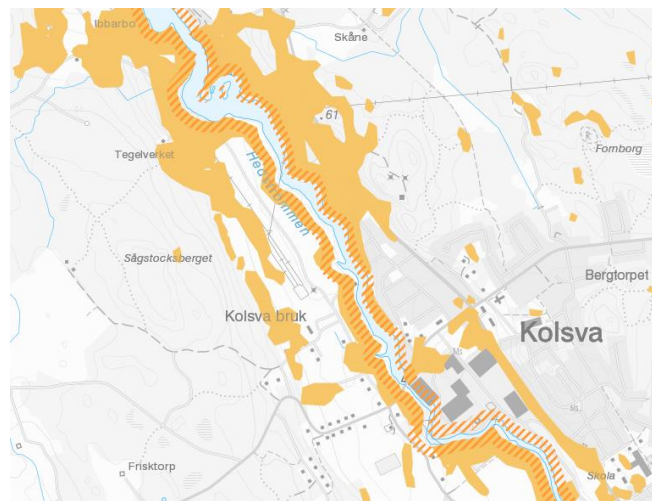 Ibbarbo
Skåne
61
Fornborg
Tegelverket
Hedströmmen
Sågstocksberget
Bergtorpet
Kolsva bruk
Kolsva
Frisktorp
Skola